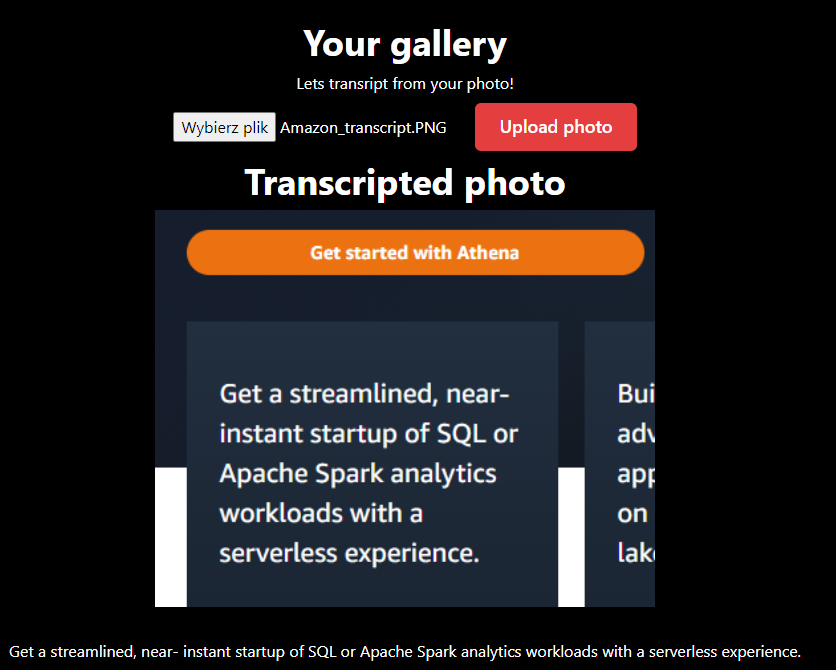 Your gallery
Lets transript from your photo!
Wybierz plik Amazon_transcript.PNG
Upload photo
Transcripted photo
Get started with Athena
Get a streamlined, near-
instant startup of SQL or
Apache Spark analytics
workloads with a
serverless experience.
Bui
adv
app
on
lak
Get a streamlined, near- instant startup of SQL or Apache Spark analytics workloads with a serverless experience.